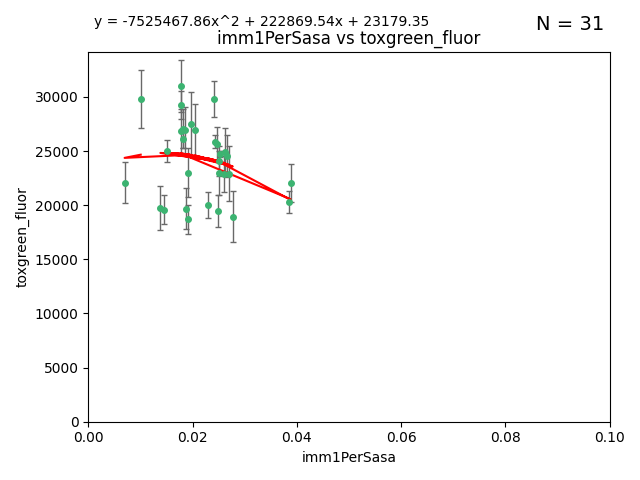 y = -7525467.86x^2 + 222869.54x + 23179.35
N = 31
imm1PerSasa vs toxgreen_fluor
30000
25000
20000
15000
10000
5000
0
toxgreen_fluor
0.00 0.02 0.04 0.06 0.08 0.10
imm1PerSasa